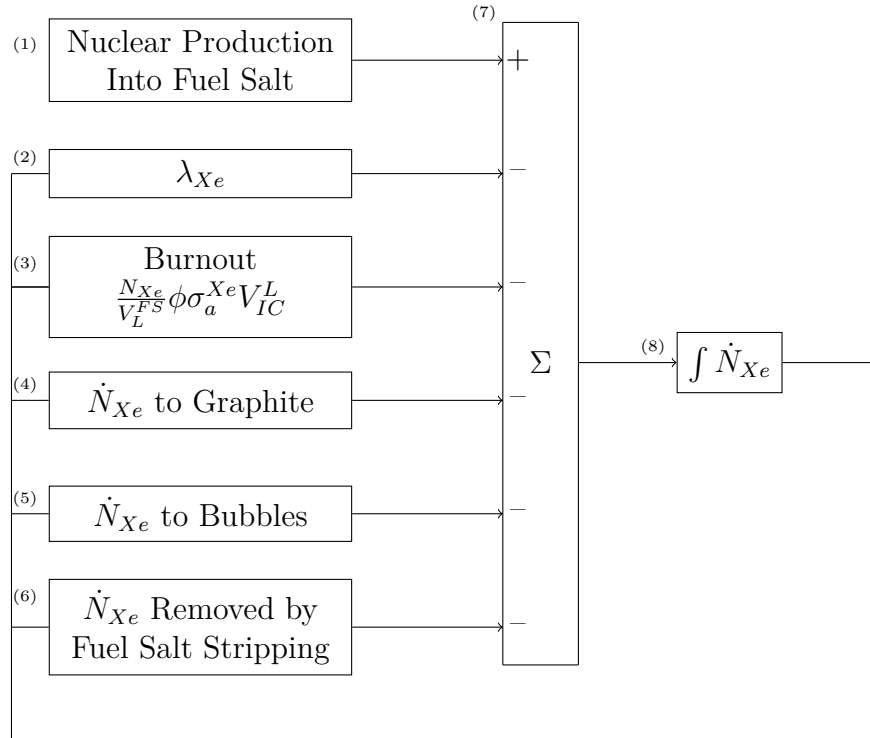 (7)
(1)
Nuclear Production
Into Fuel Salt
+
(2)
λ_{Xe}
−
(3)
Burnout
\frac{N_{Xe}}{V_L^{FS}} ϕσ_a^{Xe} V_{IC}^L
−
Σ
(8)
∫ \dot{N}_{Xe}
(4)
\dot{N}_{Xe} to Graphite
−
(5)
\dot{N}_{Xe} to Bubbles
−
(6)
\dot{N}_{Xe} Removed by
Fuel Salt Stripping
−